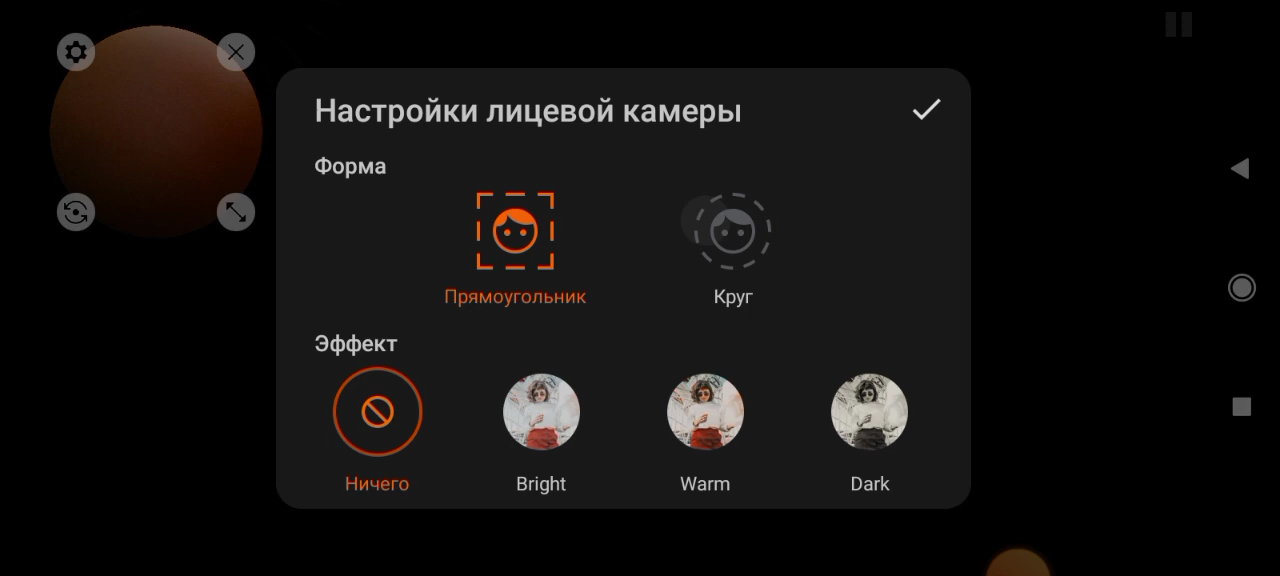 Настройки лицевой камеры
Форма
Прямоугольник
Круг
Эффект
Ничего
Bright
Warm
Dark